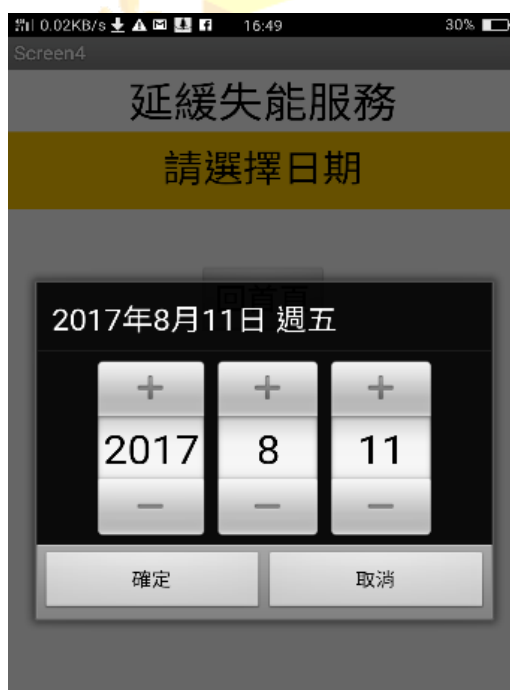 0.02KB/s 16:49 30%
Screen4
延緩失能服務
請選擇日期
回首頁
2017年8月11日 週五
+ + +
2017 8 11
− − −
確定 取消